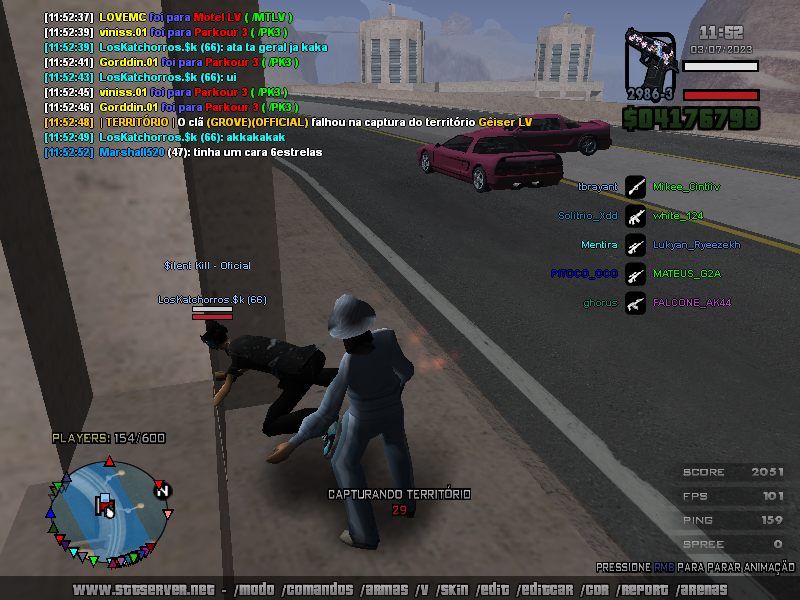 [11:52:37] LOVEMC foi para Motel LV ( /MTLV )
[11:52:39] viniss.01 foi para Parkour 3 ( /PK3 )
[11:52:39] LosKatchorros.$k (66): ata ta geral ja kaka
[11:52:41] Gorddin.01 foi para Parkour 3 ( /PK3 )
[11:52:43] LosKatchorros.$k (66): ui
[11:52:45] viniss.01 foi para Parkour 3 ( /PK3 )
[11:52:46] Gorddin.01 foi para Parkour 3 ( /PK3 )
[11:52:48] | TERRITÓRIO | O clã (GROVE)(OFFICIAL) falhou na captura do território Gêiser LV
[11:52:49] LosKatchorros.$k (66): akkakakak
[11:52:52] Marshall520 (47): tinha um cara 6estrelas
11:52
03/07/2023
2986-3
$04176798
tbrayant Mikee_Dintiiv
Solitrio_Xdd white_124
Mentira Lukyan_Ryeezekh
MATEUS_G2A
ghorus FALCONE_AK44
$ilent Kill - Oficial
LosKatchorros.$k (66)
PLAYERS: 154/600
N
CAPTURANDO TERRITÓRIO
29
SCORE 2051
FPS 101
PING 159
SPREE 0
PRESSIONE RMB PARA PARAR ANIMAÇÃO
www.sttserver.net - /modo /comandos /armas /v /skin /edit /editcar /cor /report /arenas